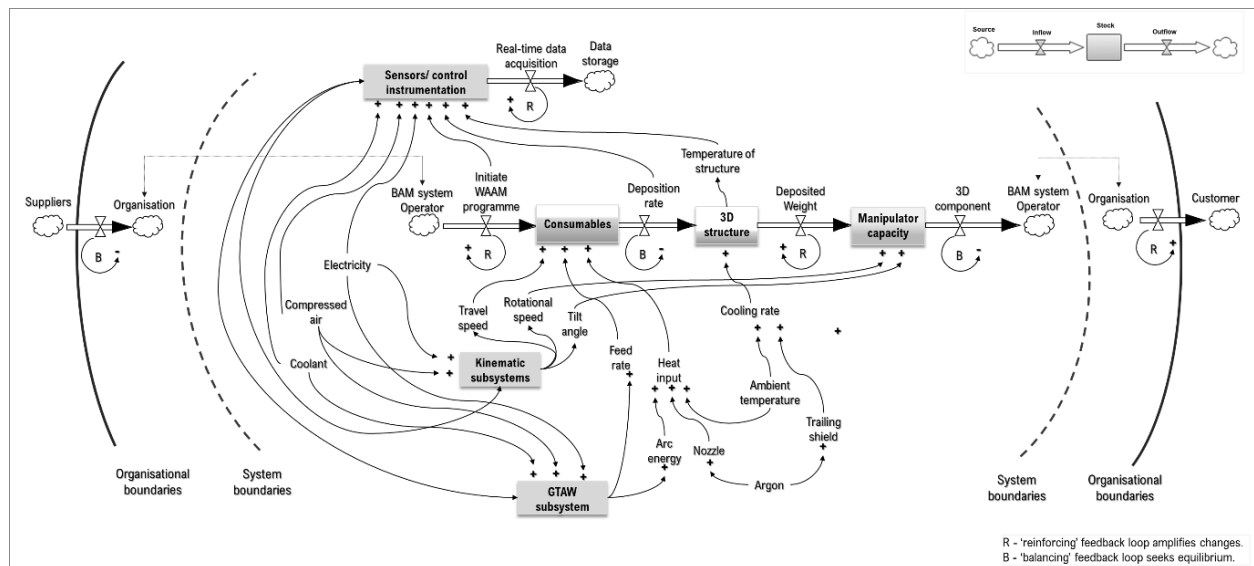 Source
Inflow
Stock
Outflow
Real-time data
acquisition
Data
storage
Sensors/ control
instrumentation
R
Temperature of
structure
Suppliers
Organisation
B
BAM system
Operator
Initiate
WAAM
programme
R
Consumables
Deposition
rate
B
3D
structure
Deposited
Weight
R
Manipulator
capacity
3D
component
B
BAM system
Operator
Organisation
R
Customer
Electricity
Compressed
air
Coolant
Travel
speed
Rotational
speed
Tilt
angle
Kinematic
subsystems
Feed
rate
Heat
input
Cooling rate
Ambient
temperature
Trailing
shield
Arc
energy
Nozzle
Argon
GTAW
subsystem
Organisational
boundaries
System
boundaries
System
boundaries
Organisational
boundaries
R - 'reinforcing' feedback loop amplifies changes.
B - 'balancing' feedback loop seeks equilibrium.